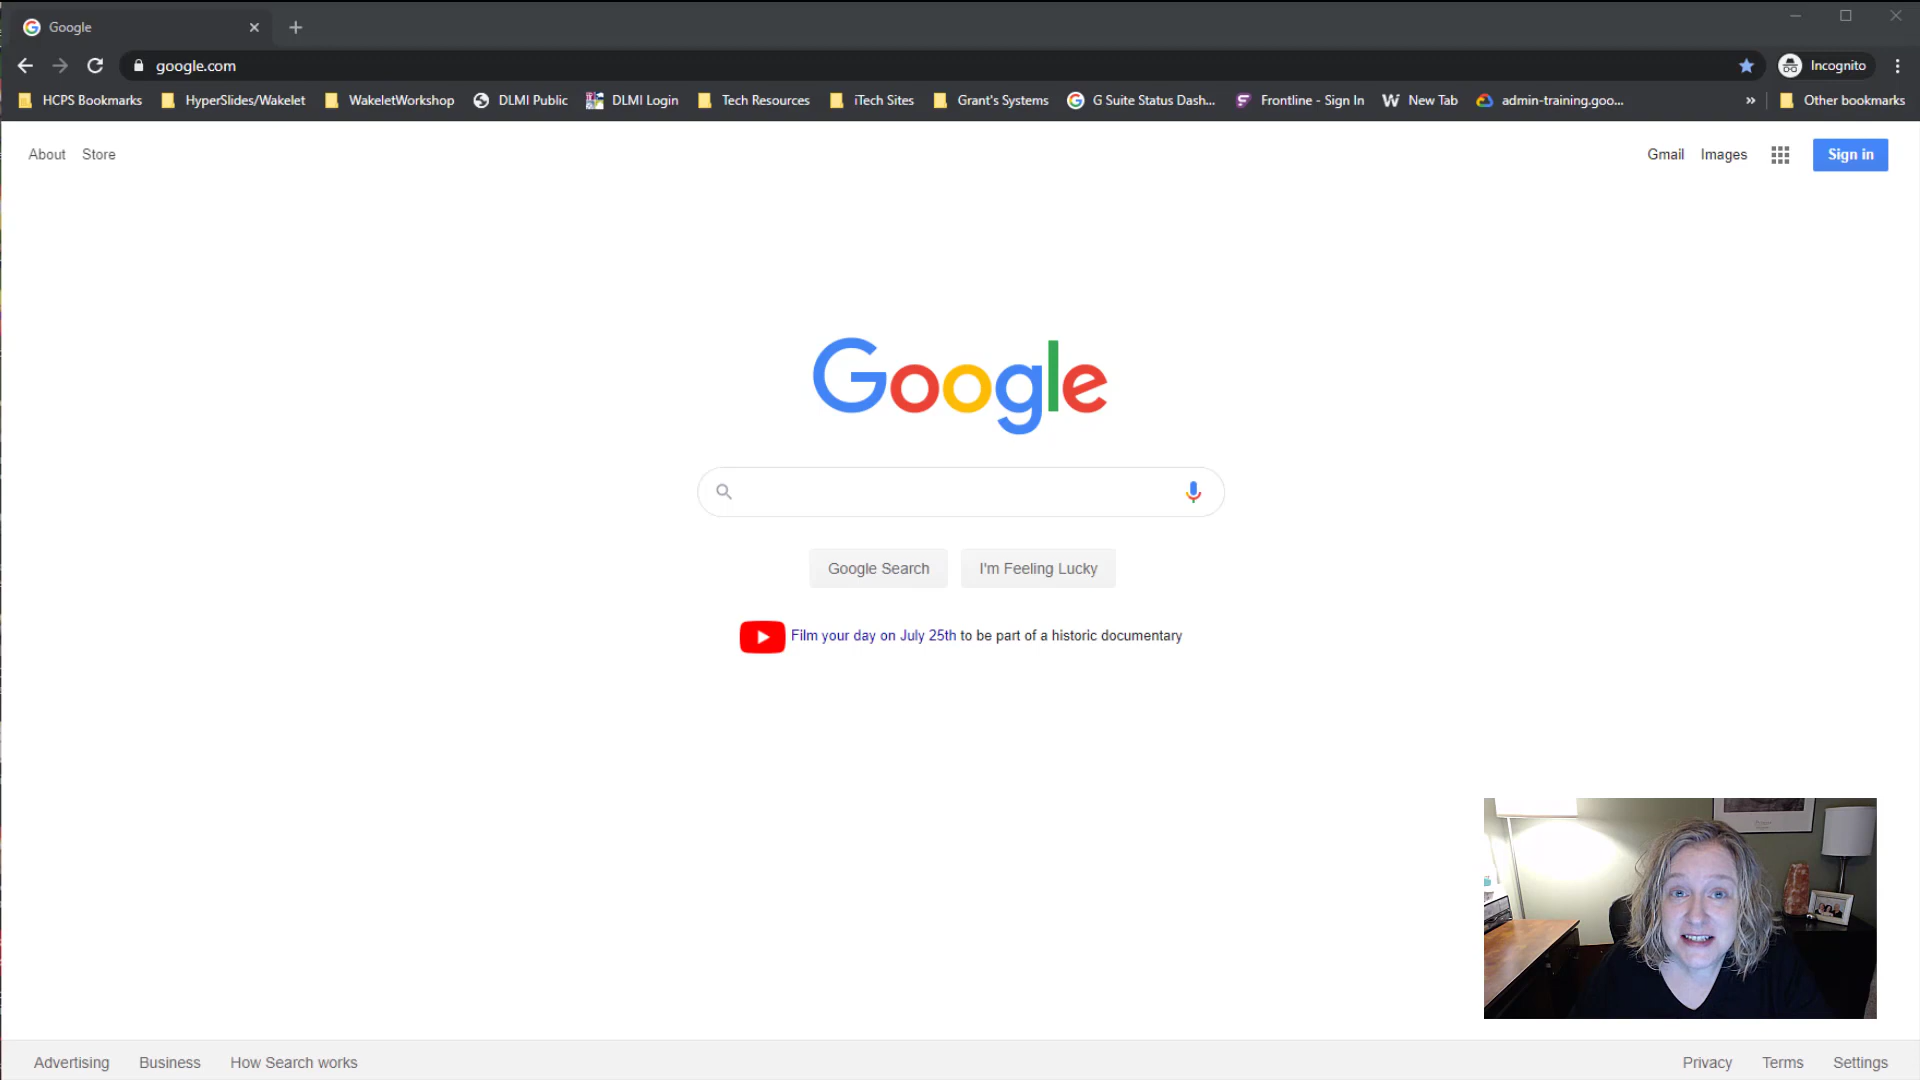 Google
google.com
Incognito
HCPS Bookmarks HyperSlides/Wakelet WakeletWorkshop DLMI Public DLMI Login Tech Resources iTech Sites Grant's Systems G Suite Status Dash... Frontline - Sign In New Tab admin-training.goo... » Other bookmarks
About Store Gmail Images Sign in
Google
Google Search I'm Feeling Lucky
Film your day on July 25th to be part of a historic documentary
Advertising Business How Search works Privacy Terms Settings